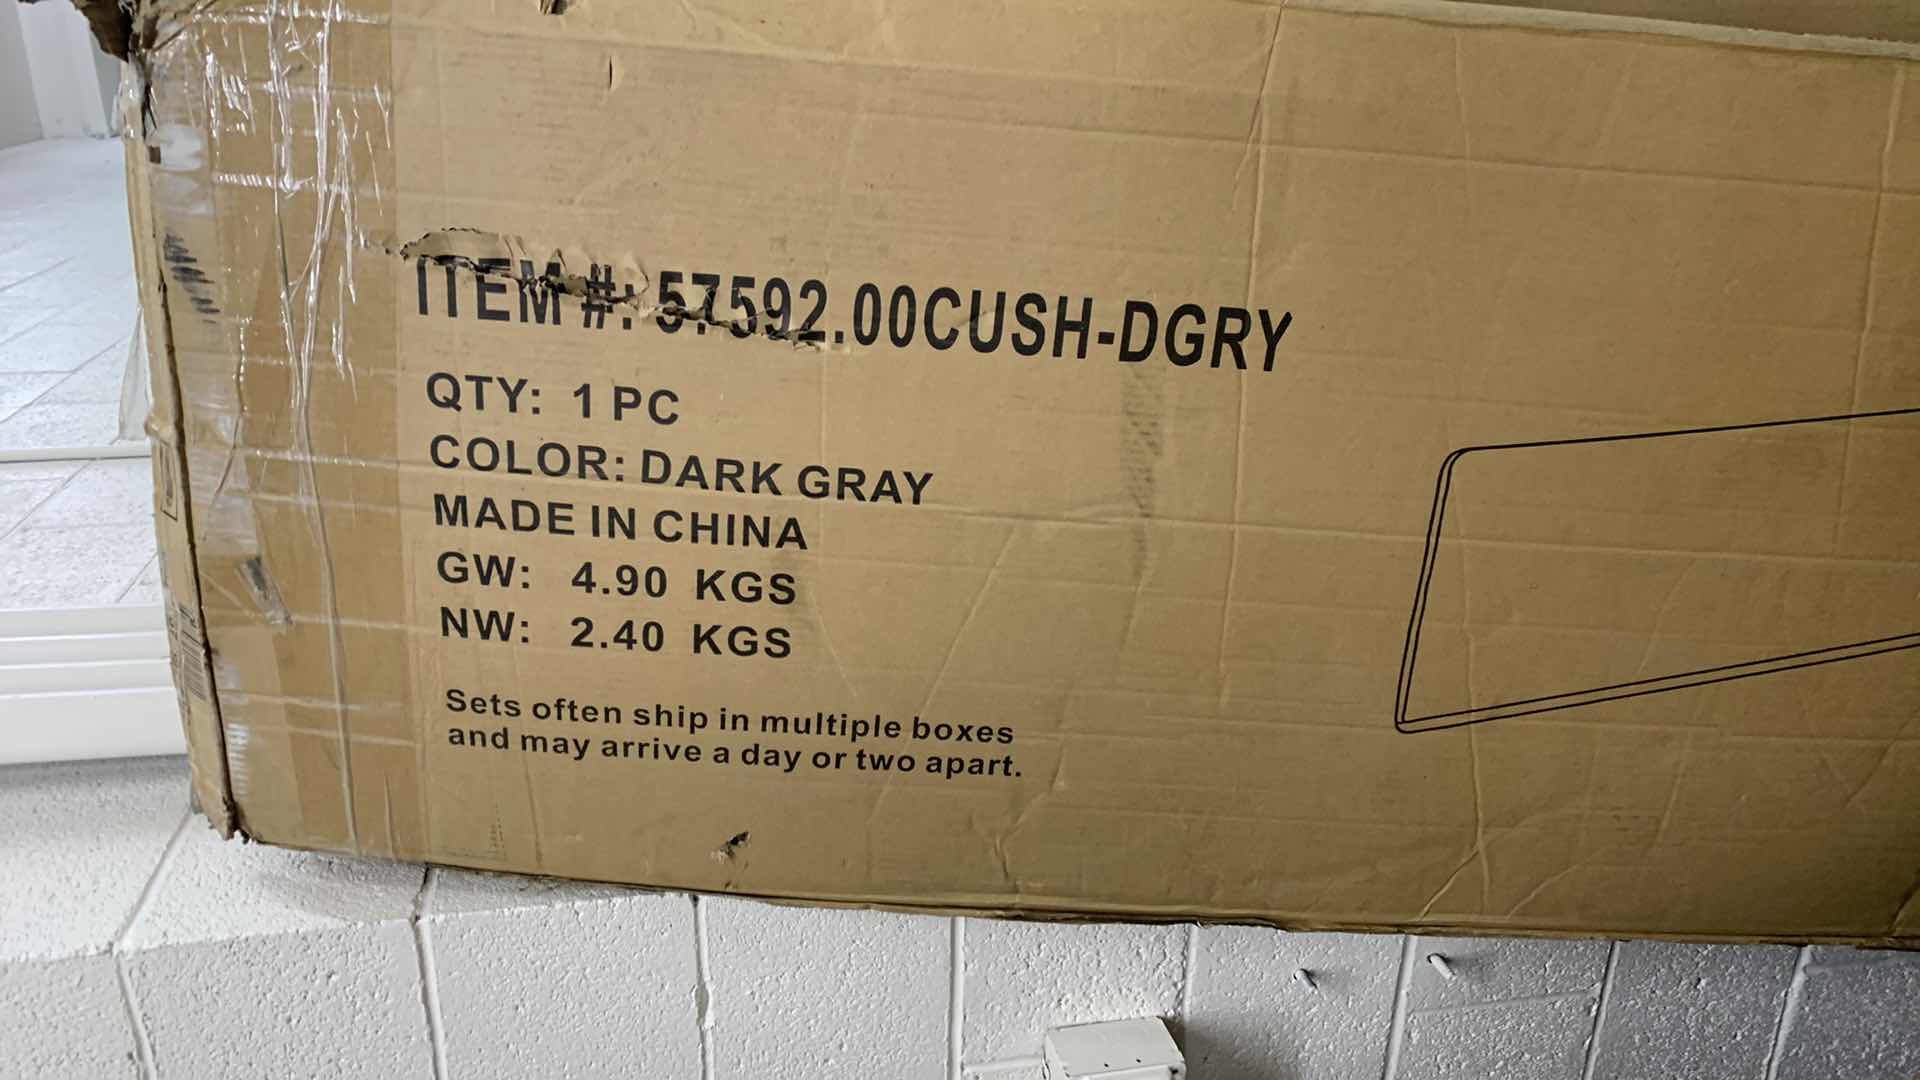 ITEM #: 57592.00CUSH-DGRY
QTY: 1 PC
COLOR: DARK GRAY
MADE IN CHINA
GW: 4.90 KGS
NW: 2.40 KGS
Sets often ship in multiple boxes
and may arrive a day or two apart.